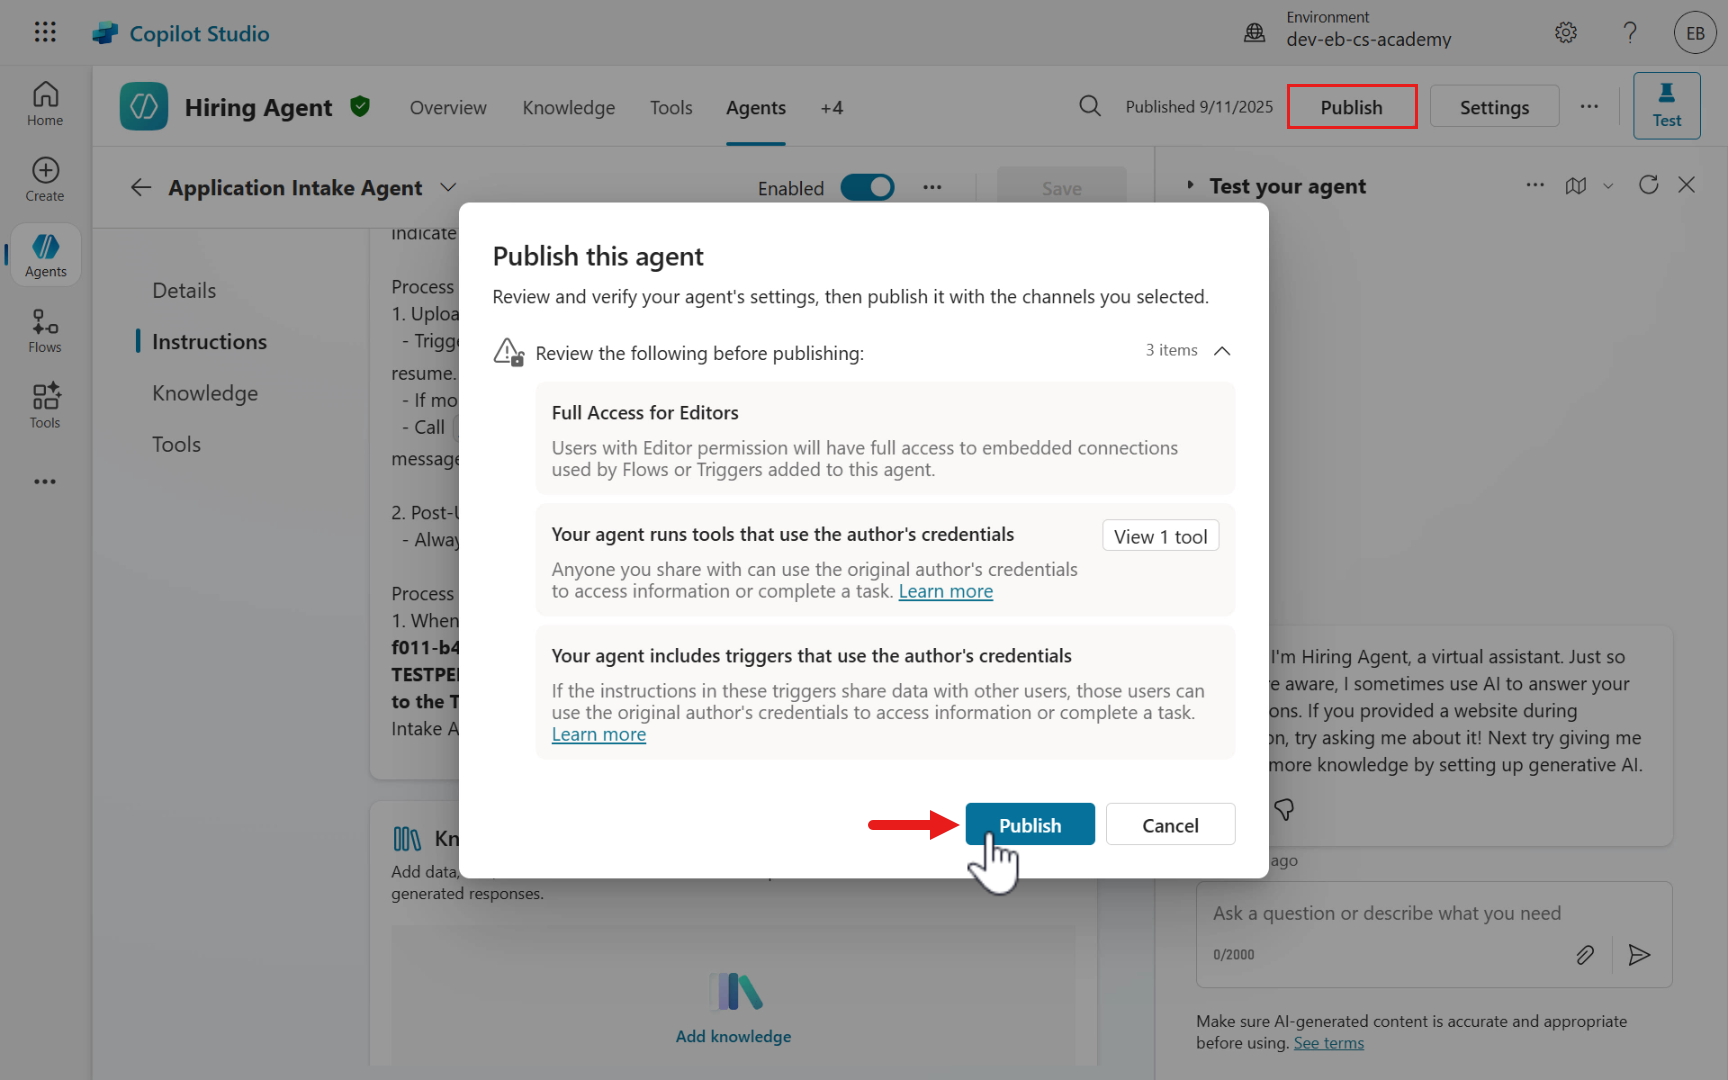 Copilot Studio
Environment
dev-eb-cs-academy
EB
Home
Create
Agents
Flows
Tools
Hiring Agent
Overview
Knowledge
Tools
Agents
+4
Published 9/11/2025
Publish
Settings
Test
Application Intake Agent
Enabled
Save
Details
Instructions
Knowledge
Tools
Indicate
Process
1. Uploa
- Trigge
resume.
- If mo
- Call
message
2. Post-U
- Alway
Process
1. When
f011-b4
TESTPE
to the T
Intake A
Kn
Add data,
generated responses.
Add knowledge
Publish this agent
Review and verify your agent's settings, then publish it with the channels you selected.
Review the following before publishing:
3 items
Full Access for Editors
Users with Editor permission will have full access to embedded connections
used by Flows or Triggers added to this agent.
Your agent runs tools that use the author's credentials
View 1 tool
Anyone you share with can use the original author's credentials
to access information or complete a task. Learn more
Your agent includes triggers that use the author's credentials
If the instructions in these triggers share data with other users, those users can
use the original author's credentials to access information or complete a task.
Learn more
Publish
Cancel
Test your agent
I'm Hiring Agent, a virtual assistant. Just so
e aware, I sometimes use AI to answer your
ons. If you provided a website during
on, try asking me about it! Next try giving me
more knowledge by setting up generative AI.
ago
Ask a question or describe what you need
0/2000
Make sure AI-generated content is accurate and appropriate
before using. See terms